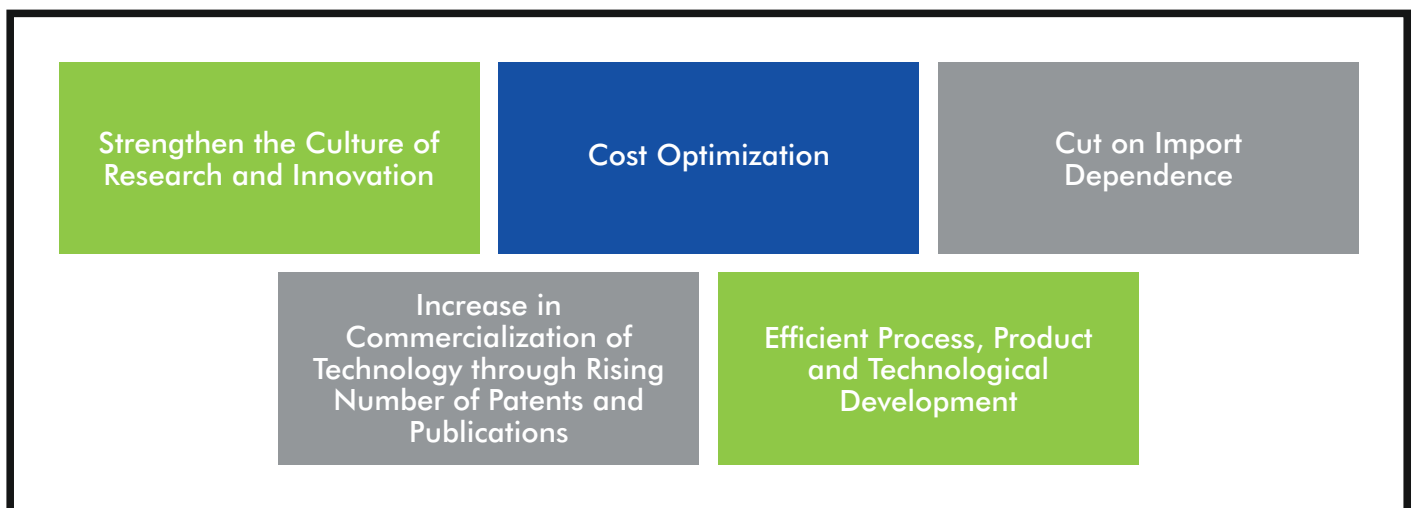 Strengthen the Culture of
Research and Innovation
Cost Optimization
Cut on Import
Dependence
Increase in
Commercialization of
Technology through Rising
Number of Patents and
Publications
Efficient Process, Product
and Technological
Development